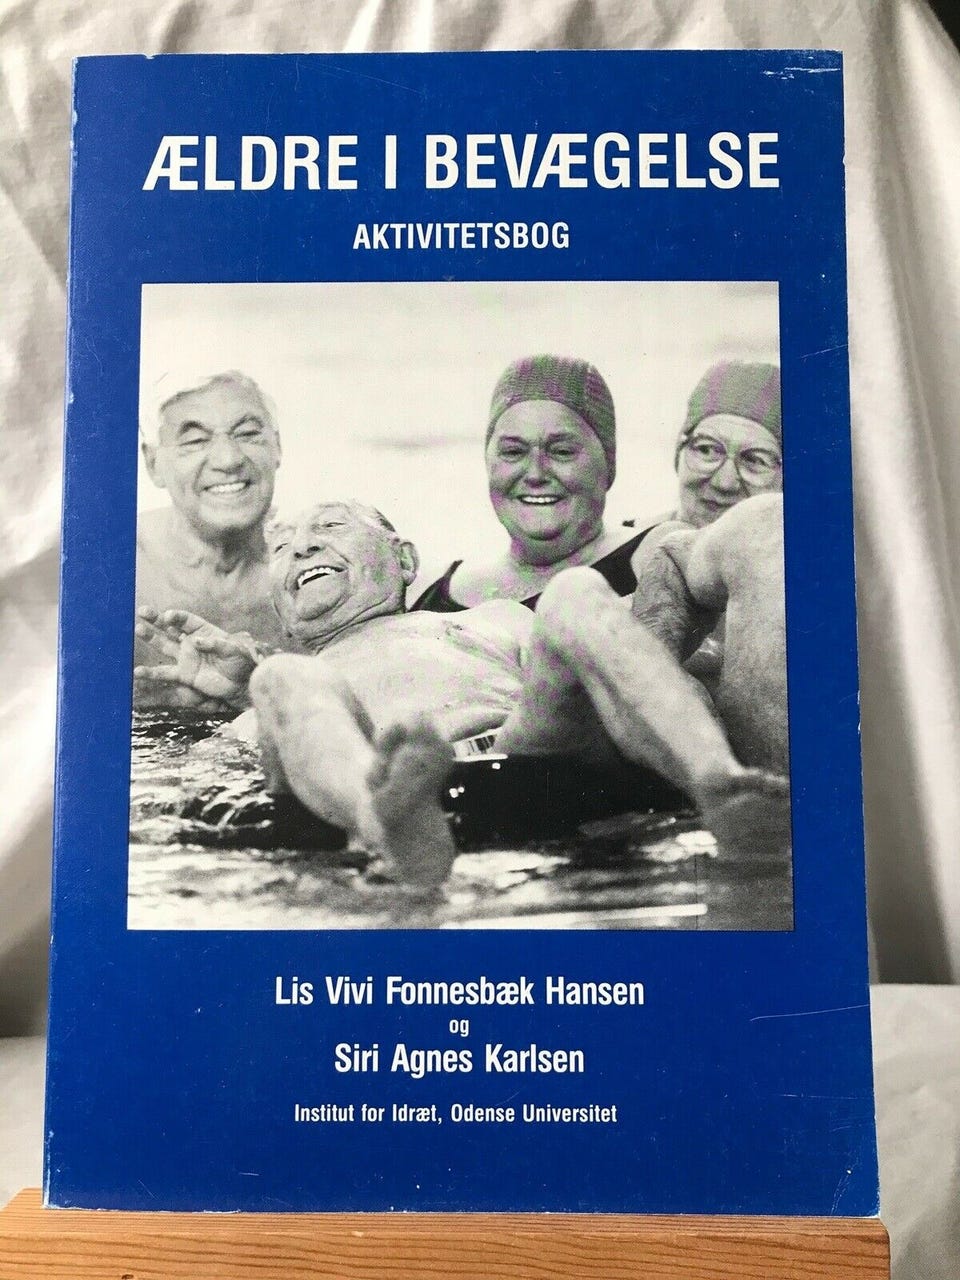 ÆLDRE I BEVÆGELSE
AKTIVITETSBOG
Lis Vivi Fonnesbæk Hansen
og
Siri Agnes Karlsen
Institut for Idræt, Odense Universitet